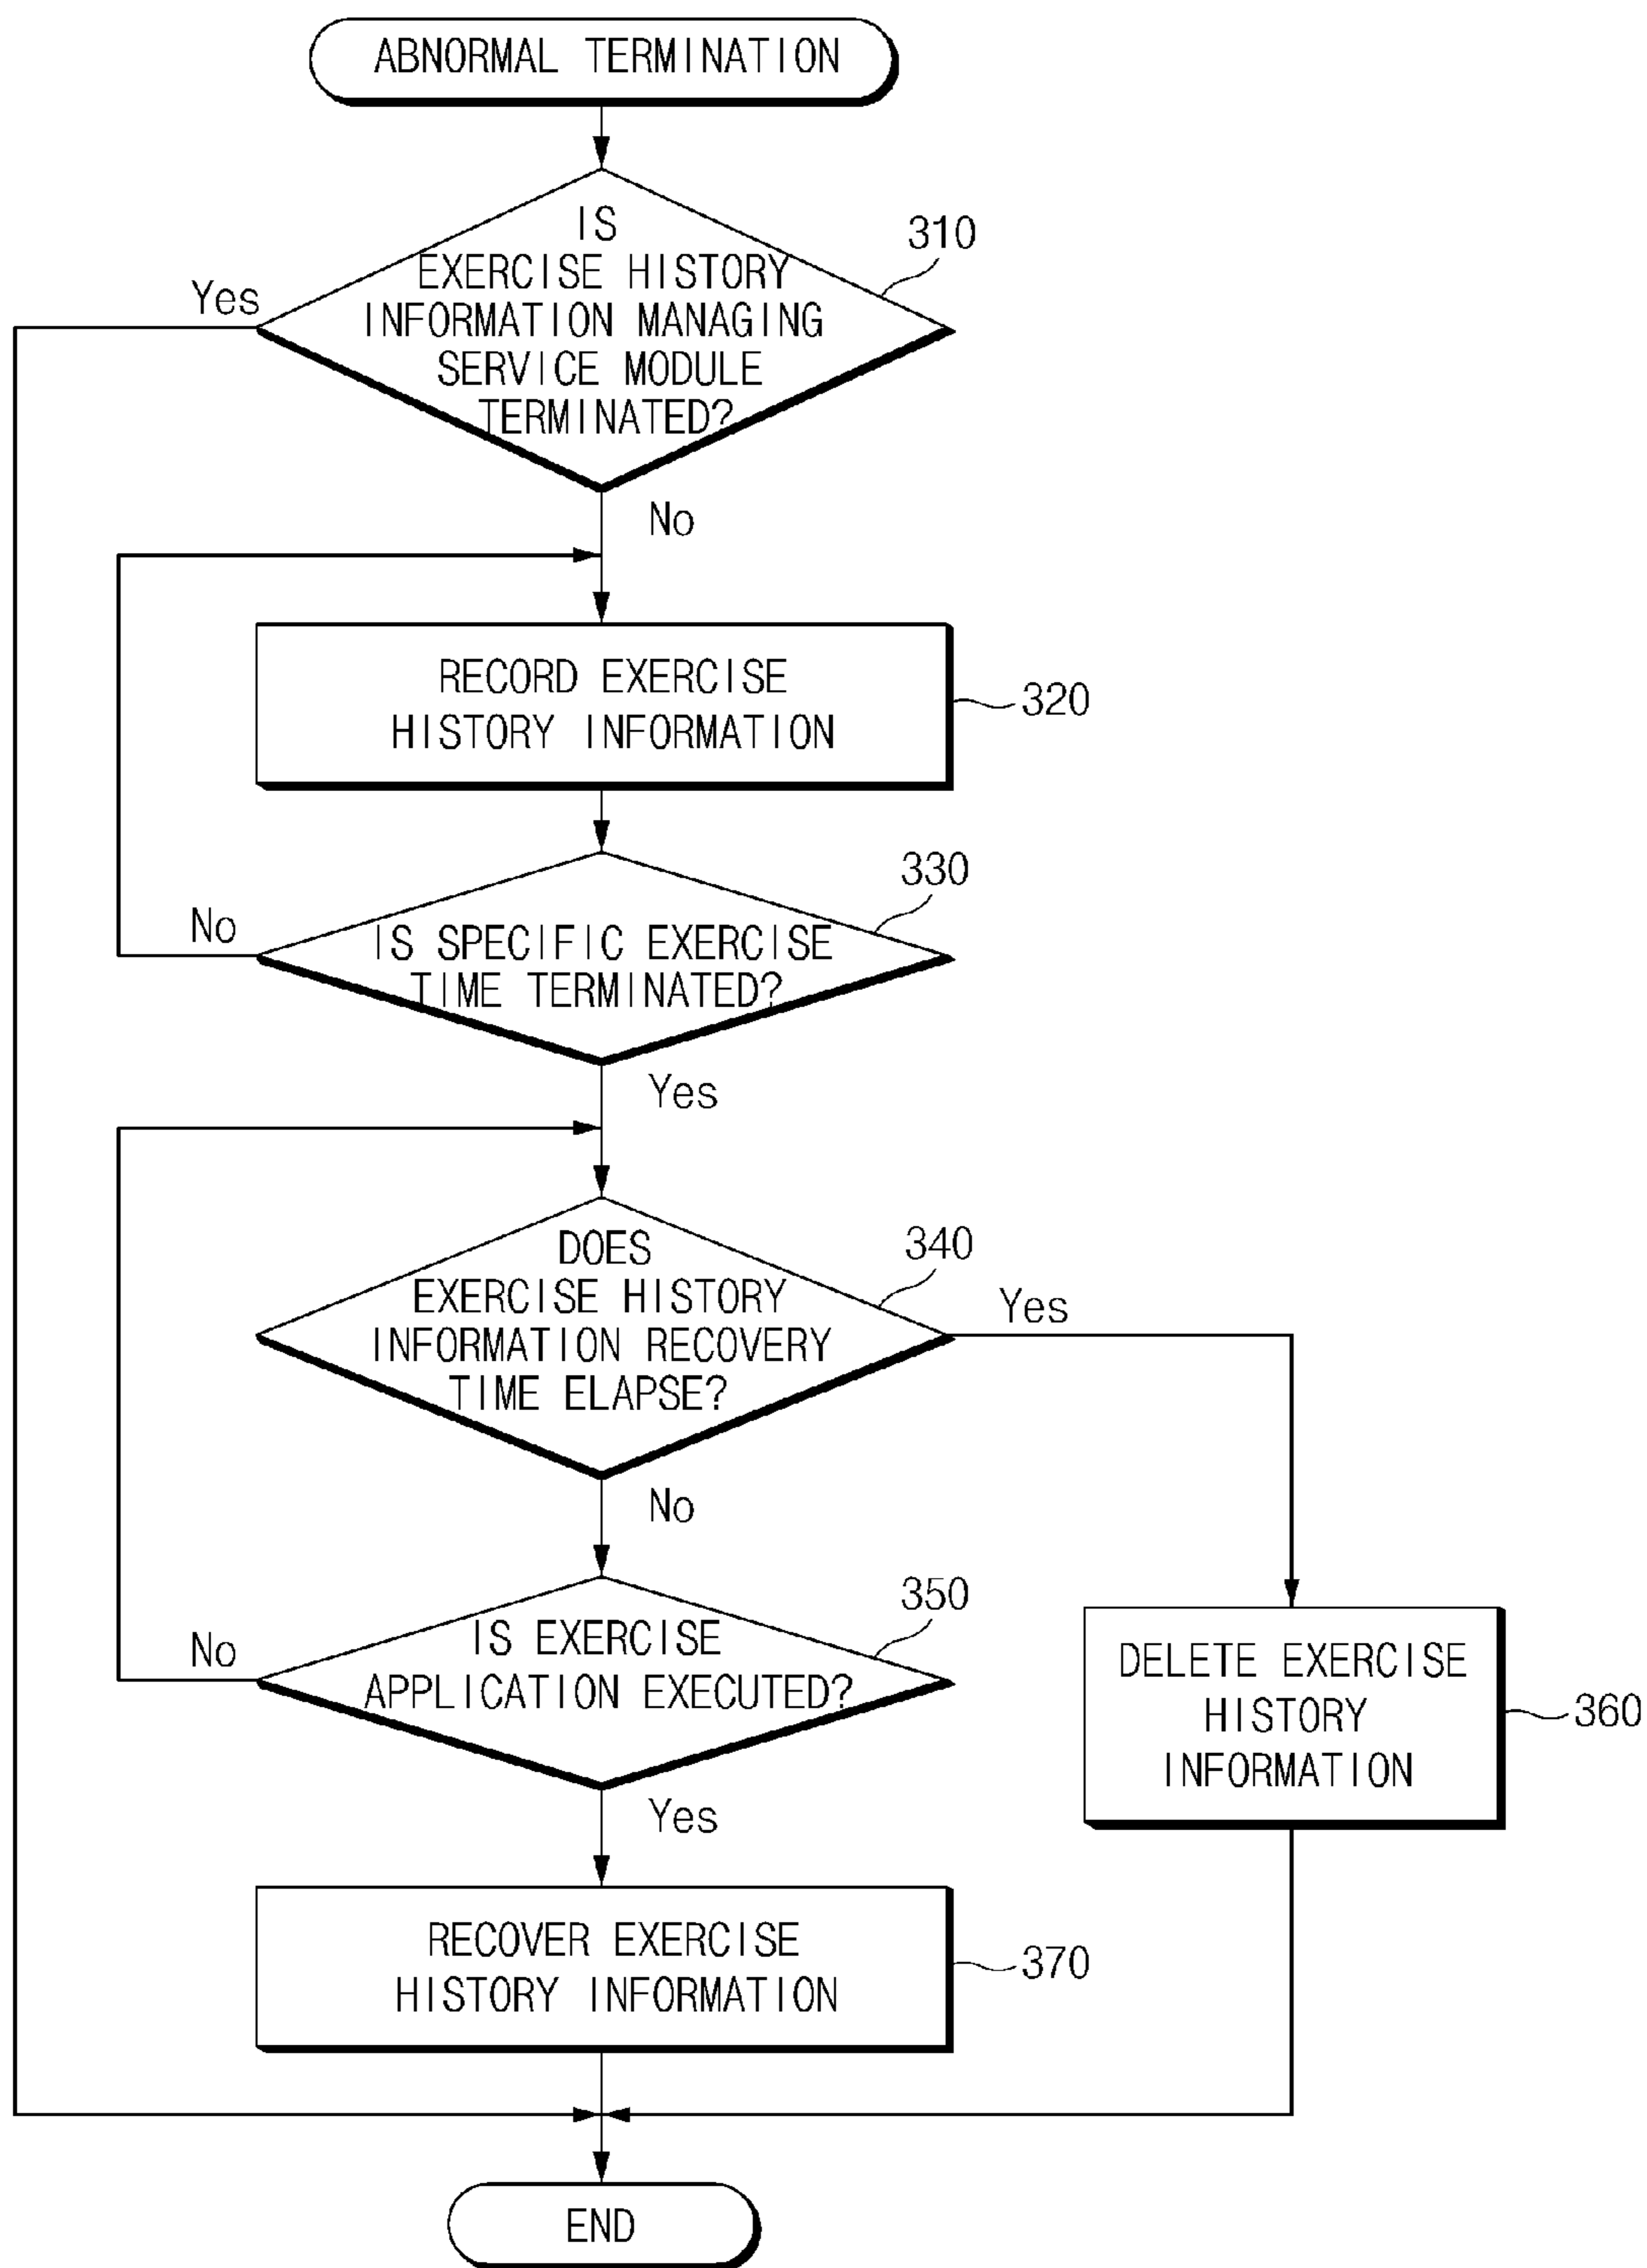 ABNORMAL TERMINATION
IS
EXERCISE HISTORY
INFORMATION MANAGING
SERVICE MODULE
TERMINATED?
310
Yes
No
RECORD EXERCISE
HISTORY INFORMATION
320
IS SPECIFIC EXERCISE
TIME TERMINATED?
330
No
Yes
DOES
EXERCISE HISTORY
INFORMATION RECOVERY
TIME ELAPSE?
340
Yes
No
IS EXERCISE
APPLICATION EXECUTED?
350
No
Yes
DELETE EXERCISE
HISTORY
INFORMATION
360
RECOVER EXERCISE
HISTORY INFORMATION
370
END